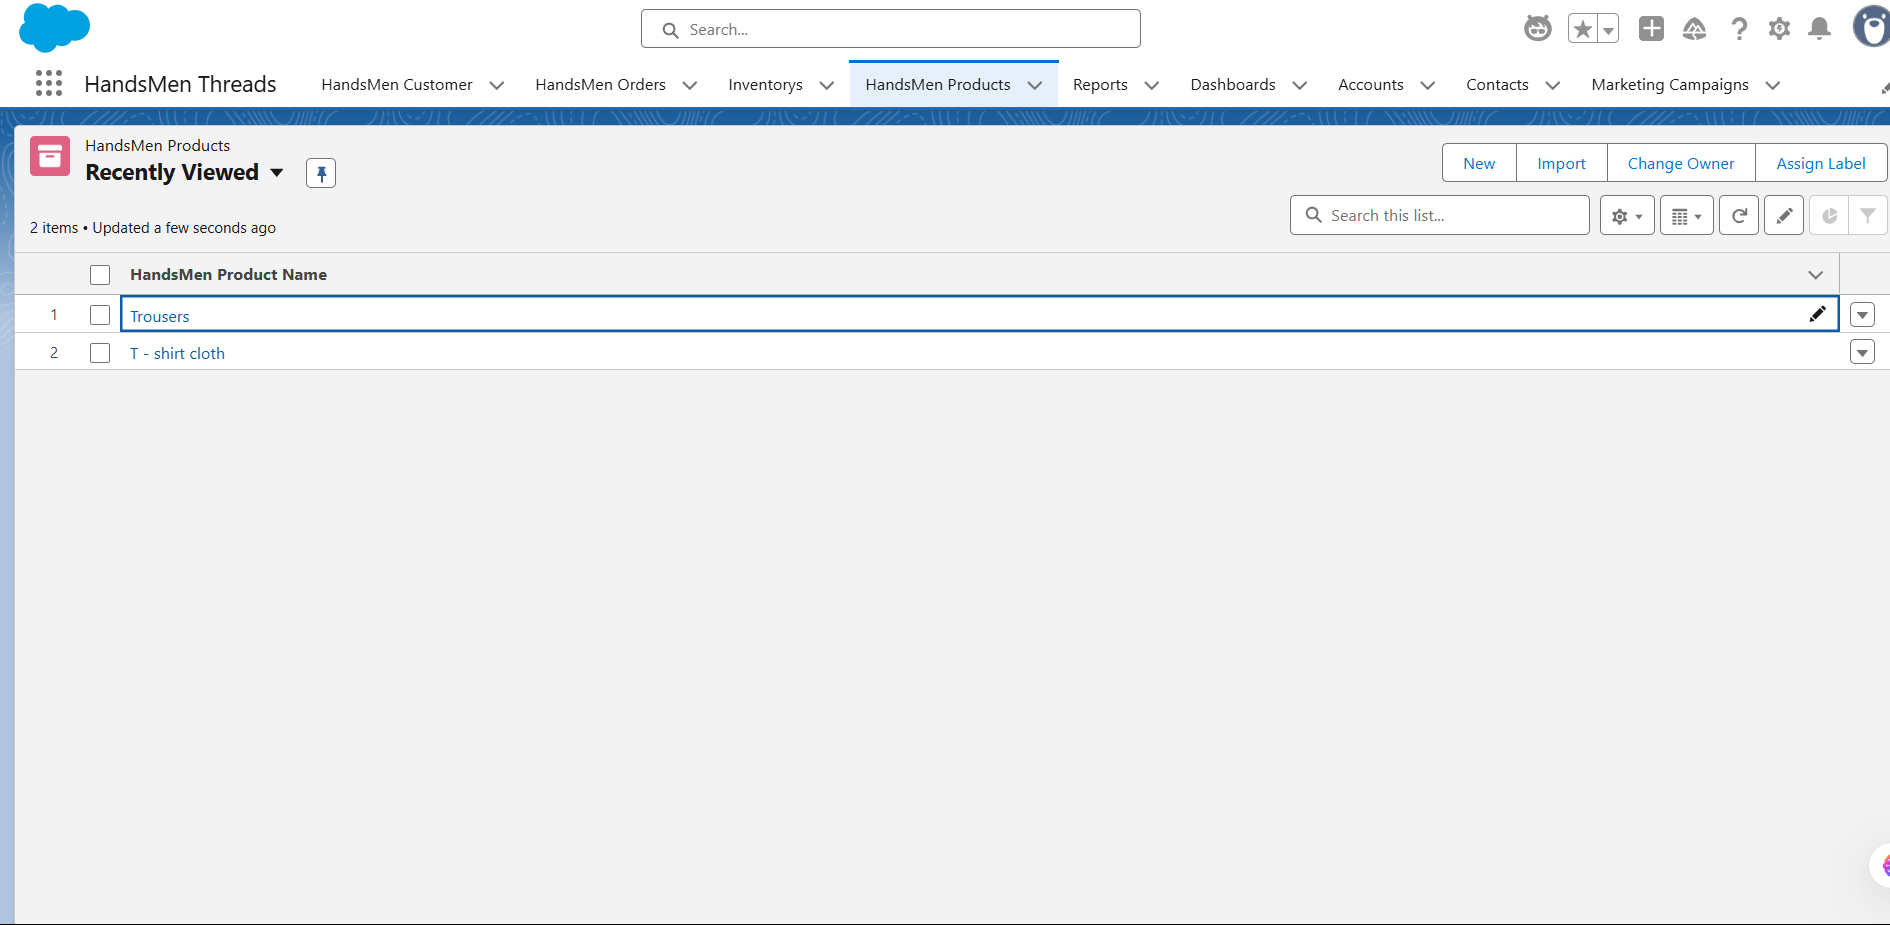 Search...
HandsMen Threads
HandsMen Customer
HandsMen Orders
Inventorys
HandsMen Products
Reports
Dashboards
Accounts
Contacts
Marketing Campaigns
HandsMen Products
Recently Viewed
New
Import
Change Owner
Assign Label
2 items • Updated a few seconds ago
Search this list...
HandsMen Product Name
1 Trousers
2 T - shirt cloth